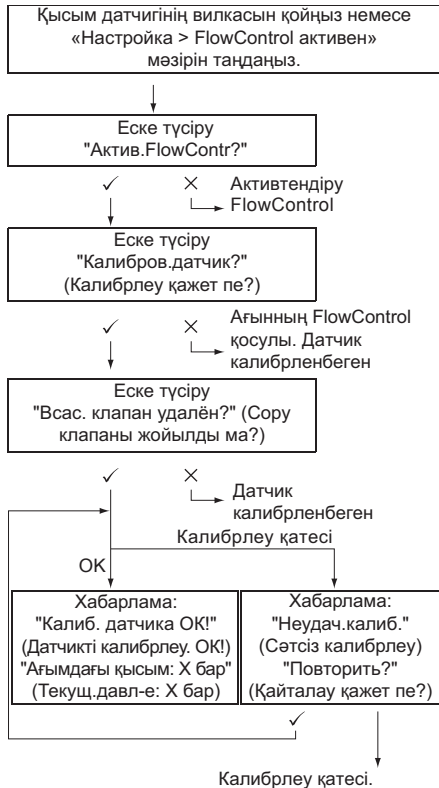 Қысым датчигінің вилкасын қойңыз немесе
«Настройка > FlowControl активен»
мәзірін таңдаңыз.
Еске түсіру
"Актив.FlowContr?"
Активтендіру
FlowControl
Еске түсіру
"Калибров.датчик?"
(Калибрлеу қажет пе?)
Ағынның FlowControl
қосулы. Датчик
калибрленбеген
Еске түсіру
"Всас. клапан удалён?" (Сору
клапаны жойылды ма?)
Датчик
калибрленбеген
Калибрлеу қатесі
OK
Хабарлама:
"Калиб. датчика ОК!"
(Датчикті калибрлеу. ОК!)
"Ағымдағы қысым: X бар"
(Текущ.давл-е: X бар)
Хабарлама:
"Неудач.калиб."
(Сәтсіз калибрлеу)
"Повторить?"
(Қайталау қажет пе?)
Калибрлеу қатесі.